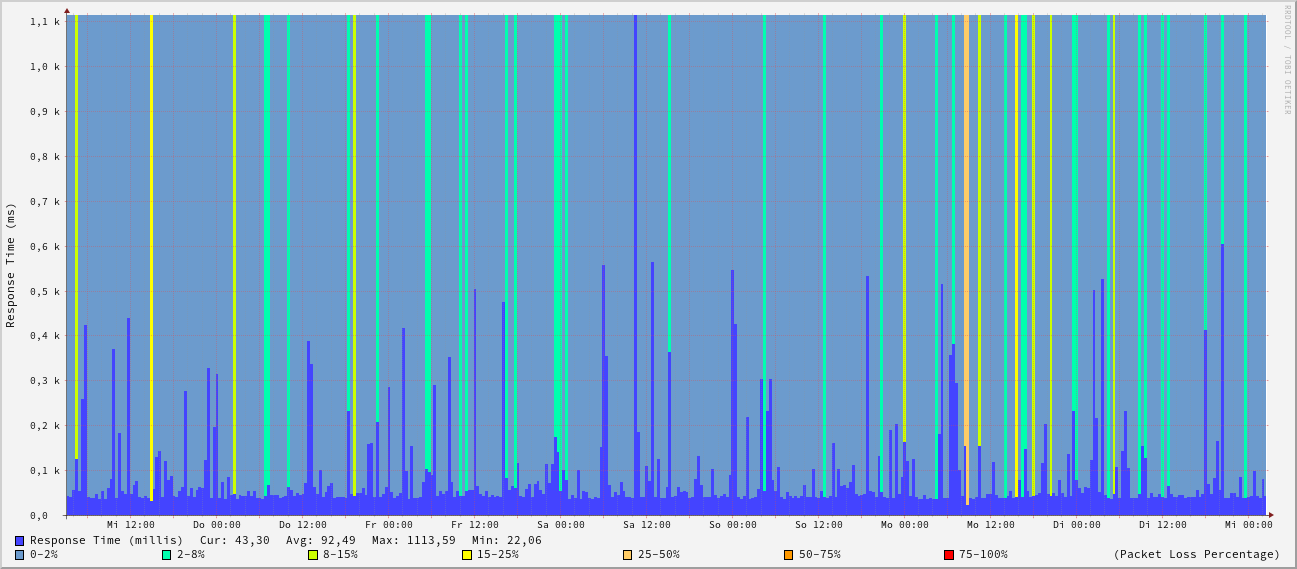 RRDTOOL / TOBI OETIKER
Response Time (ms)
1,1 k
1,0 k
0,9 k
0,8 k
0,7 k
0,6 k
0,5 k
0,4 k
0,3 k
0,2 k
0,1 k
0,0
Mi 12:00 Do 00:00 Do 12:00 Fr 00:00 Fr 12:00 Sa 00:00 Sa 12:00 So 00:00 So 12:00 Mo 00:00 Mo 12:00 Di 00:00 Di 12:00 Mi 00:00
Response Time (millis) Cur: 43,30 Avg: 92,49 Max: 1113,59 Min: 22,06
0-2% 2-8% 8-15% 15-25% 25-50% 50-75% 75-100% (Packet Loss Percentage)